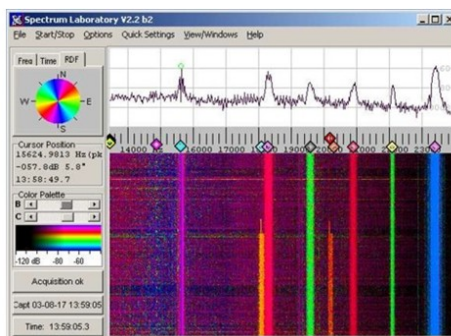 Spectrum Laboratory V2.2 b2
File Start/Stop Options Quick Settings View/Windows Help
Freq Time RDF
N
W E
S
Cursor Position
15624.9813 Hz(pk
-057.8dB 5.8"
13:58:49.7
Color Palette
B
C
-120 dB -80 -60
Acquisition ok
Capt 03-08-17 13:59:05
Time: 13:59:05.3
14000 16000 17000